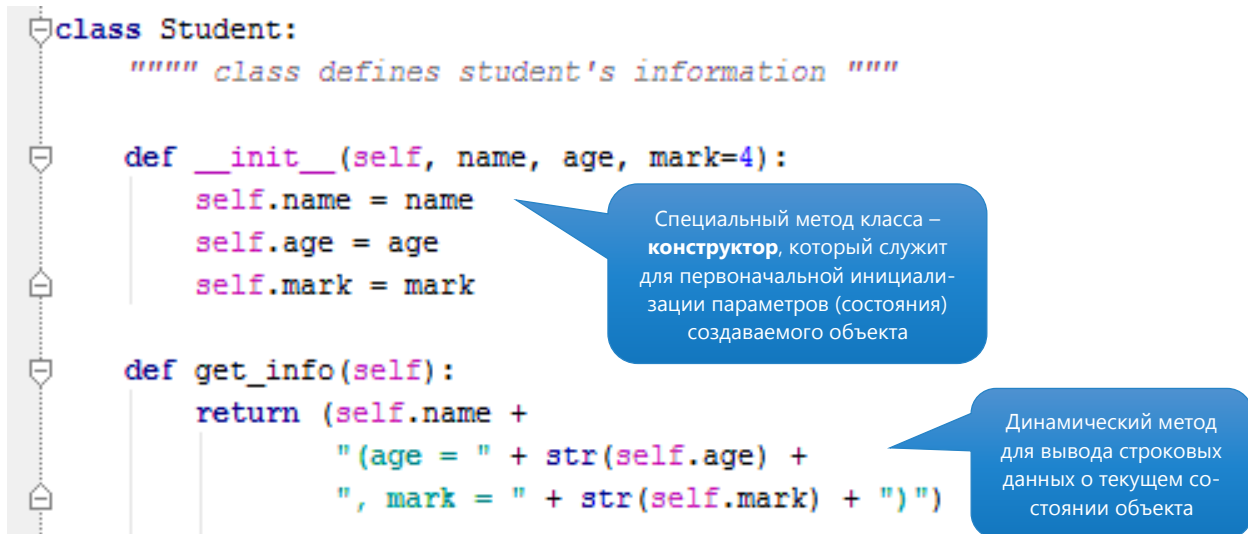 class Student:
"""" class defines student's information """
def __init__(self, name, age, mark=4):
self.name = name
self.age = age
self.mark = mark
Специальный метод класса –
конструктор, который служит
для первоначальной инициали-
зации параметров (состояния)
создаваемого объекта
def get_info(self):
return (self.name +
"(age = " + str(self.age) +
", mark = " + str(self.mark) + ")")
Динамический метод
для вывода строковых
данных о текущем со-
стоянии объекта